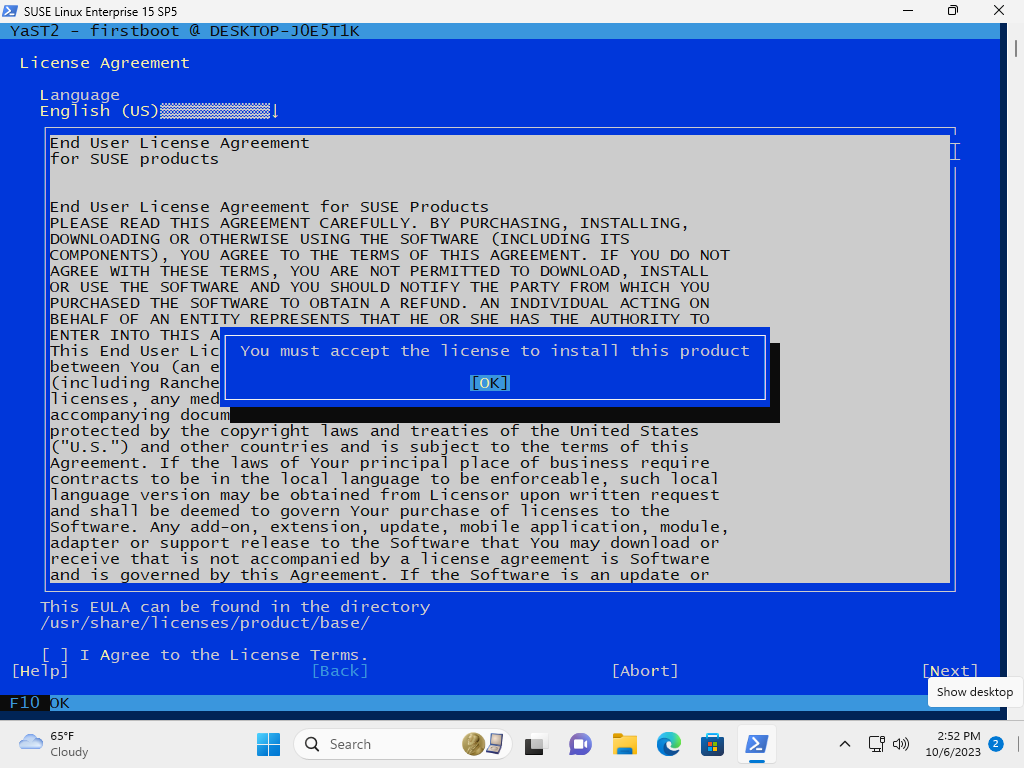 SUSE Linux Enterprise 15 SP5
YaST2 - firstboot @ DESKTOP-J0E5T1K
License Agreement
Language
English (US)
End User License Agreement
for SUSE products
End User License Agreement for SUSE Products
PLEASE READ THIS AGREEMENT CAREFULLY. BY PURCHASING, INSTALLING,
DOWNLOADING OR OTHERWISE USING THE SOFTWARE (INCLUDING ITS
COMPONENTS), YOU AGREE TO THE TERMS OF THIS AGREEMENT. IF YOU DO NOT
AGREE WITH THESE TERMS, YOU ARE NOT PERMITTED TO DOWNLOAD, INSTALL
OR USE THE SOFTWARE AND YOU SHOULD NOTIFY THE PARTY FROM WHICH YOU
PURCHASED THE SOFTWARE TO OBTAIN A REFUND. AN INDIVIDUAL ACTING ON
BEHALF OF AN ENTITY REPRESENTS THAT HE OR SHE HAS THE AUTHORITY TO
ENTER INTO THIS A
This End User Lic
between You (an e
(including Ranche
licenses, any med
accompanying docum
You must accept the license to install this product
[OK]
protected by the copyright laws and treaties of the United States
("U.S.") and other countries and is subject to the terms of this
Agreement. If the laws of Your principal place of business require
contracts to be in the local language to be enforceable, such local
language version may be obtained from Licensor upon written request
and shall be deemed to govern Your purchase of licenses to the
Software. Any add-on, extension, update, mobile application, module,
adapter or support release to the Software that You may download or
receive that is not accompanied by a license agreement is Software
and is governed by this Agreement. If the Software is an update or
This EULA can be found in the directory
/usr/share/licenses/product/base/
[ ] I Agree to the License Terms.
[Help] [Back] [Abort] [Next]
Show desktop
F10 OK
65°F
Cloudy
Search
2:52 PM
10/6/2023
2